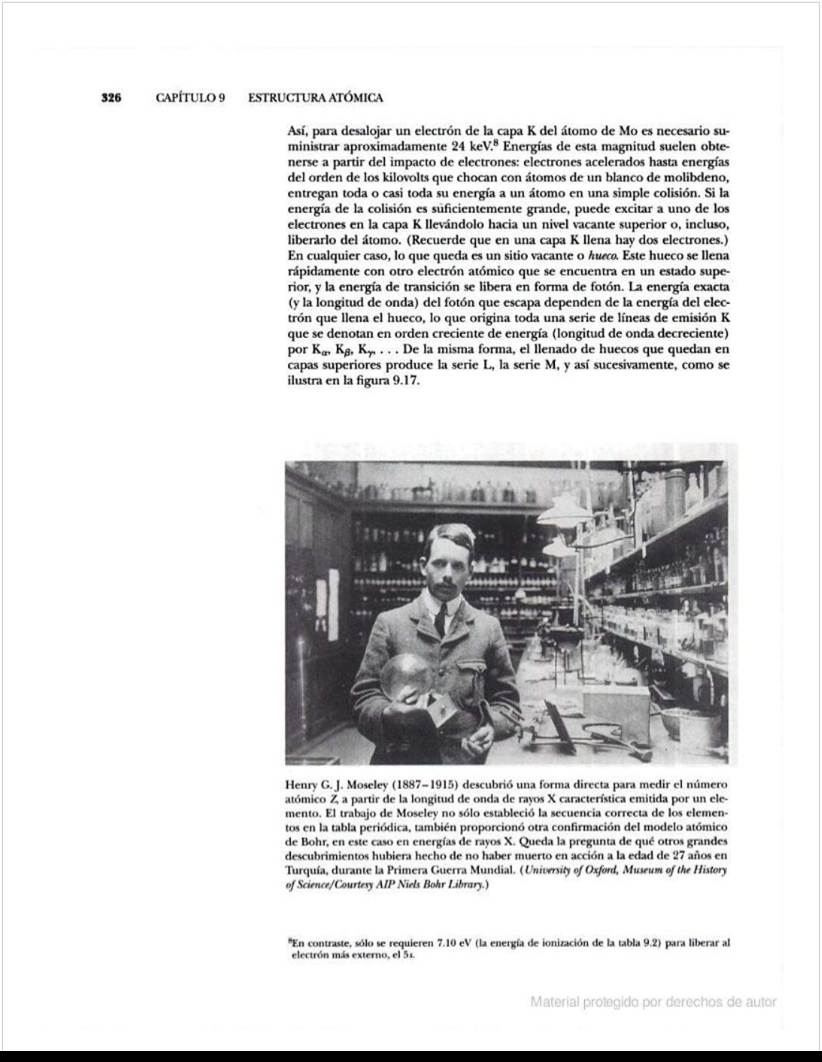 326 CAPÍTULO 9 ESTRUCTURA ATÓMICA
Así, para desalojar un electrón de la capa K del átomo de Mo es necesario su-
ministrar aproximadamente 24 keV.⁸ Energías de esta magnitud suelen obte-
nerse a partir del impacto de electrones: electrones acelerados hasta energías
del orden de los kilovolts que chocan con átomos de un blanco de molibdeno,
entregan toda o casi toda su energía a un átomo en una simple colisión. Si la
energía de la colisión es suficientemente grande, puede excitar a uno de los
electrones en la capa K llevándolo hacia un nivel vacante superior o, incluso,
liberarlo del átomo. (Recuerde que en una capa K llena hay dos electrones.)
En cualquier caso, lo que queda es un sitio vacante o hueco. Este hueco se llena
rápidamente con otro electrón atómico que se encuentra en un estado supe-
rior, y la energía de transición se libera en forma de fotón. La energía exacta
(y la longitud de onda) del fotón que escapa dependen de la energía del elec-
trón que llena el hueco, lo que origina toda una serie de líneas de emisión K
que se denotan en orden creciente de energía (longitud de onda decreciente)
por Kα, Kβ, Kγ, . . . De la misma forma, el llenado de huecos que quedan en
capas superiores produce la serie L, la serie M, y así sucesivamente, como se
ilustra en la figura 9.17.
Henry G. J. Moseley (1887–1915) descubrió una forma directa para medir el número
atómico Z, a partir de la longitud de onda de rayos X característica emitida por un ele-
mento. El trabajo de Moseley no sólo estableció la secuencia correcta de los elemen-
tos en la tabla periódica, también proporcionó otra confirmación del modelo atómico
de Bohr, en este caso en energías de rayos X. Queda la pregunta de qué otros grandes
descubrimientos hubiera hecho de no haber muerto en acción a la edad de 27 años en
Turquía, durante la Primera Guerra Mundial. (University of Oxford, Museum of the History
of Science/Courtesy AIP Niels Bohr Library.)
⁸En contraste, sólo se requieren 7.10 eV (la energía de ionización de la tabla 9.2) para liberar al
electrón más externo, el 5s.
Material protegido por derechos de autor